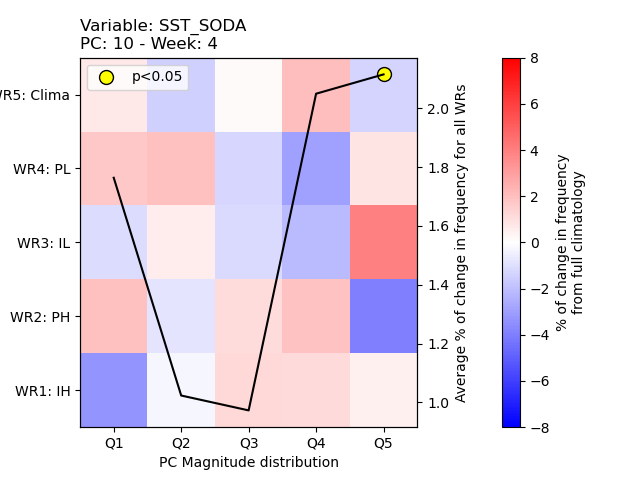 Variable: SST_SODA
PC: 10 - Week: 4
p<0.05
WR5: Clima
WR4: PL
WR3: IL
WR2: PH
WR1: IH
Q1 Q2 Q3 Q4 Q5
PC Magnitude distribution
2.0
1.8
1.6
1.4
1.2
1.0
Average % of change in frequency for all WRs
8
6
4
2
0
−2
−4
−6
−8
% of change in frequency
from full climatology